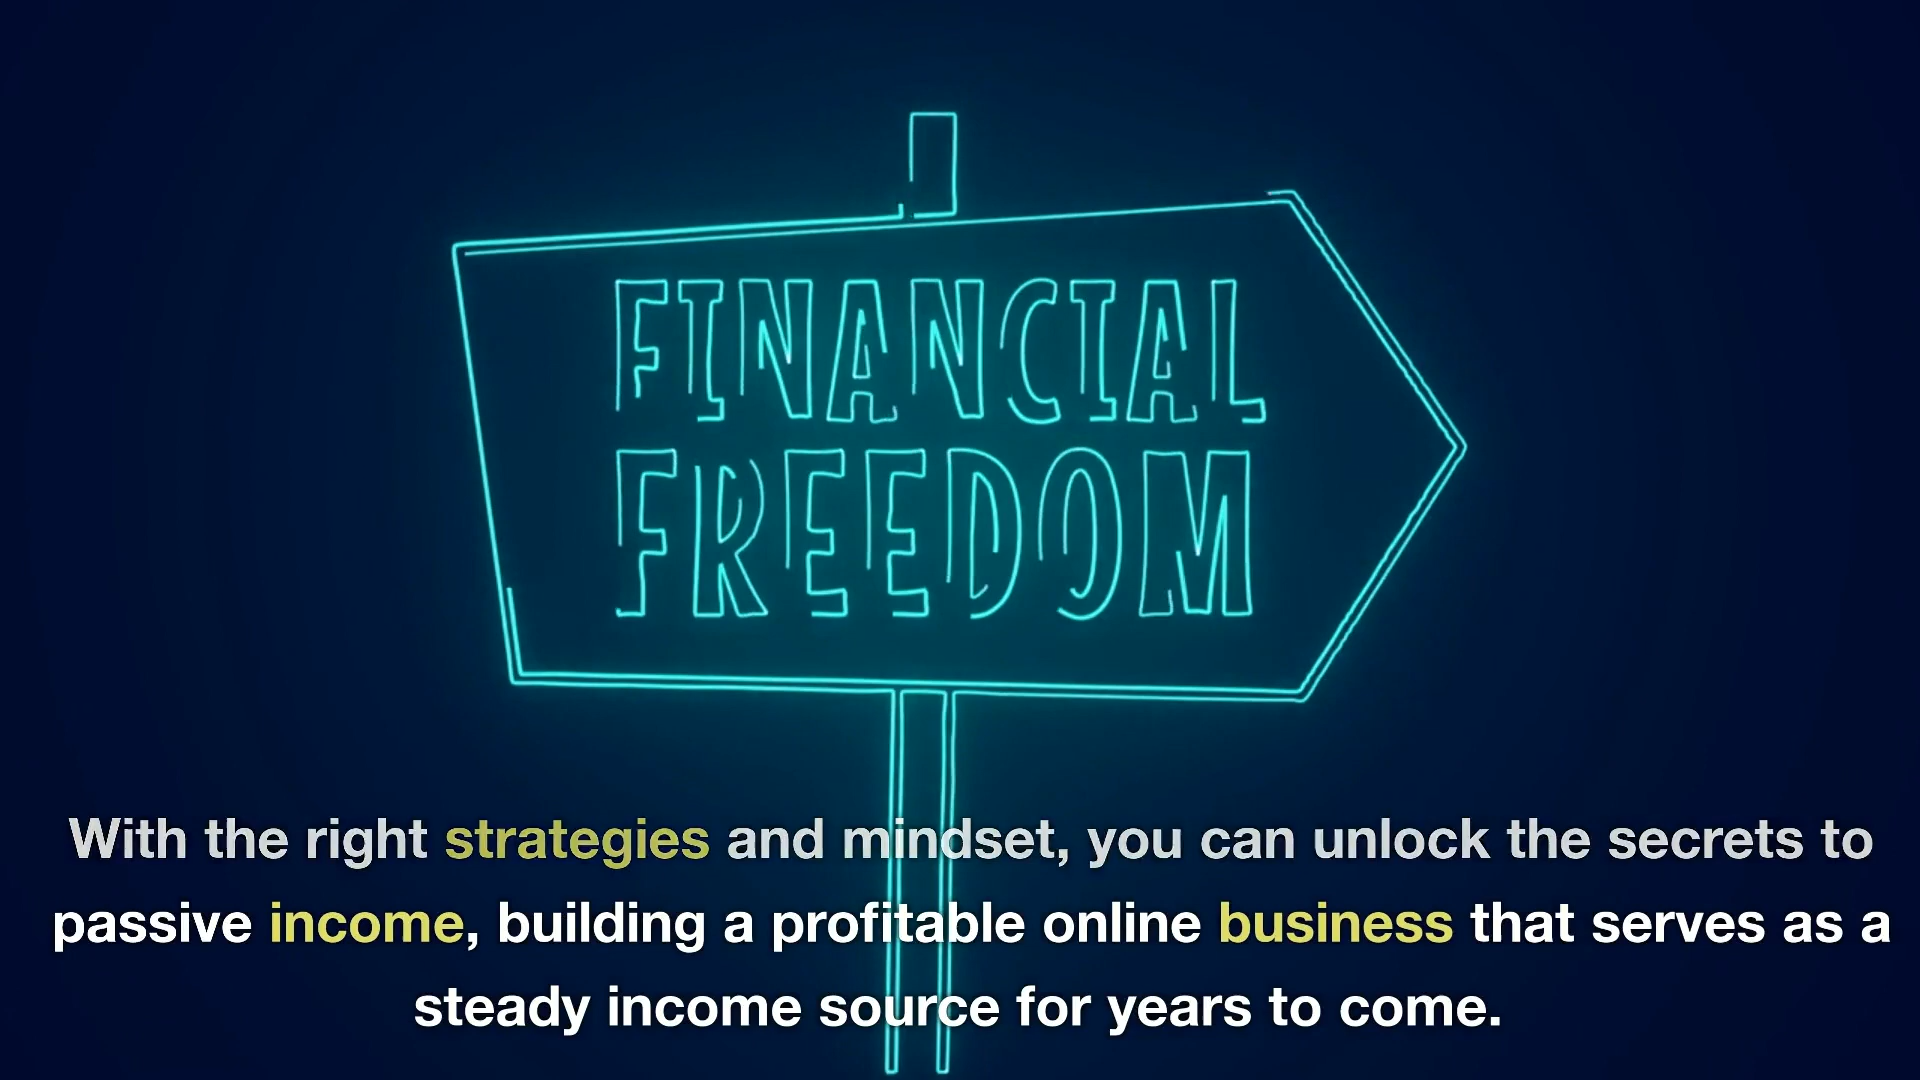 FINANCIAL
FREEDOM
With the right strategies and mindset, you can unlock the secrets to
passive income, building a profitable online business that serves as a
steady income source for years to come.